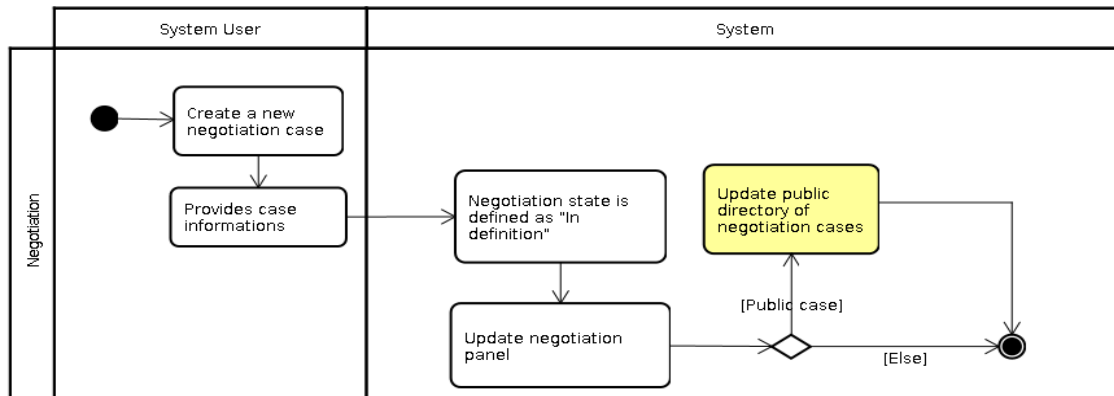 System User
System
Negotiation
Create a new
negotiation case
Provides case
informations
Negotiation state is
defined as "In
definition"
Update negotiation
panel
Update public
directory of
negotiation cases
[Public case]
[Else]